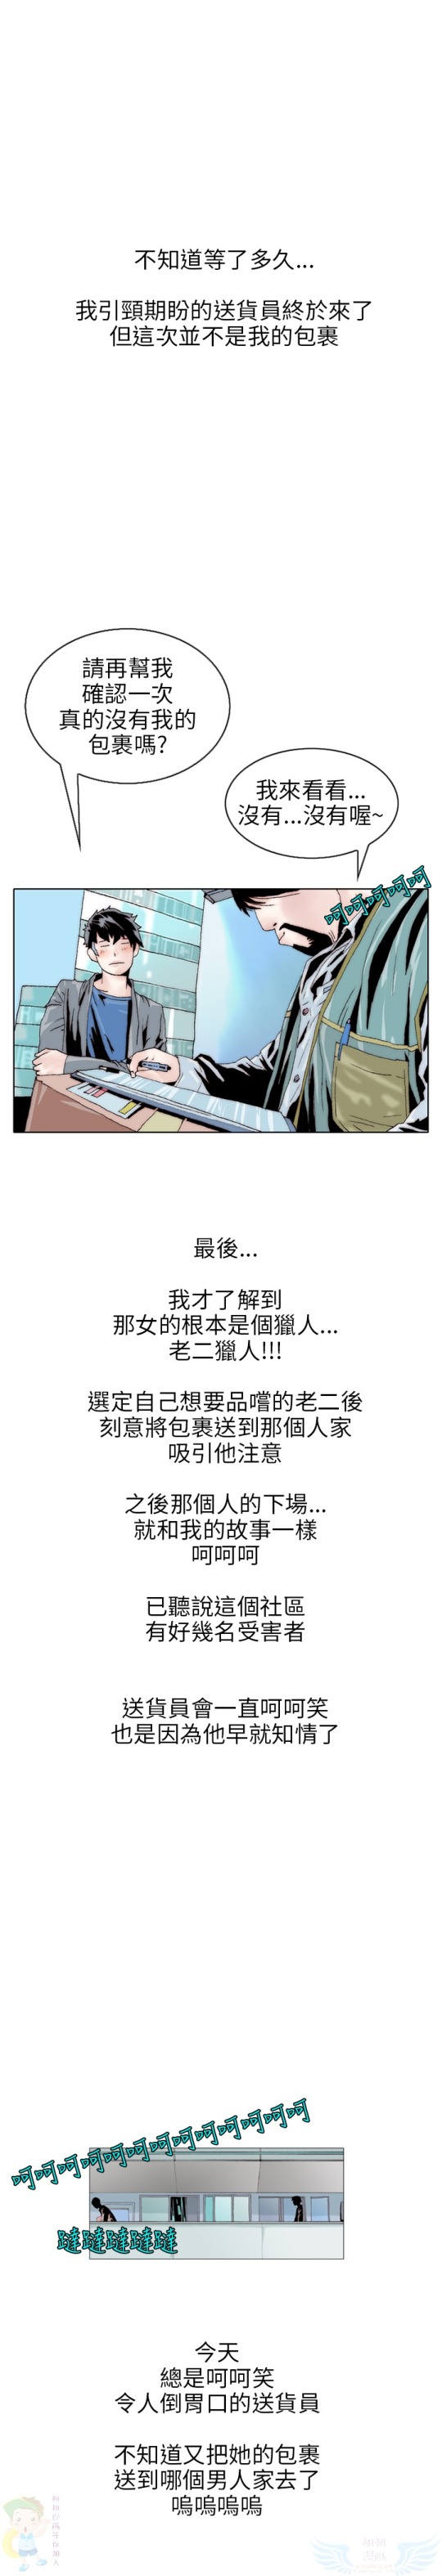 不知道等了多久...
我引頸期盼的送貨員終於來了
但這次並不是我的包裹
請再幫我
確認一次
真的沒有我的
包裹嗎?
我來看看...
沒有...沒有喔~
呵呵呵呵呵
最後...
我才了解到
那女的根本是個獵人...
老二獵人!!!
選定自己想要品嚐的老二後
刻意將包裹送到那個人家
吸引他注意
之後那個人的下場...
就和我的故事一樣
呵呵呵
已聽說這個社區
有好幾名受害者
送貨員會一直呵呵笑
也是因為他早就知情了
呵呵呵呵呵呵呵呵呵呵呵呵呵
躂躂躂躂躂
今天
總是呵呵笑
令人倒胃口的送貨員
不知道又把她的包裹
送到哪個男人家去了
嗚嗚嗚嗚